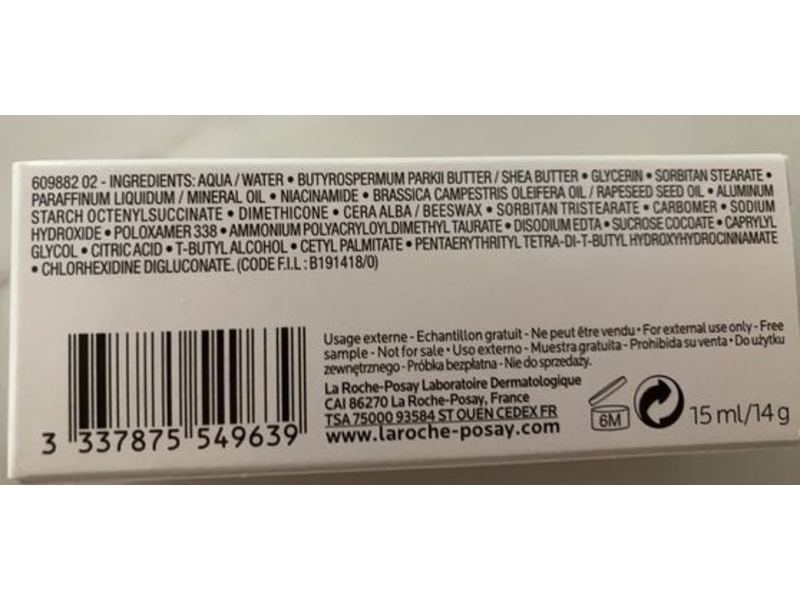 609882 02 - INGREDIENTS: AQUA / WATER • BUTYROSPERMUM PARKII BUTTER / SHEA BUTTER • GLYCERIN • SORBITAN STEARATE •
PARAFFINUM LIQUIDUM / MINERAL OIL • NIACINAMIDE • BRASSICA CAMPESTRIS OLEIFERA OIL / RAPESEED SEED OIL • ALUMINUM
STARCH OCTENYLSUCCINATE • DIMETHICONE • CERA ALBA / BEESWAX • SORBITAN TRISTEARATE • CARBOMER • SODIUM
HYDROXIDE • POLOXAMER 338 • AMMONIUM POLYACRYLOYLDIMETHYL TAURATE • DISODIUM EDTA • SUCROSE COCOATE • CAPRYLYL
GLYCOL • CITRIC ACID • T-BUTYL ALCOHOL • CETYL PALMITATE • PENTAERYTHRITYL TETRA-DI-T-BUTYL HYDROXYHYDROCINNAMATE
• CHLORHEXIDINE DIGLUCONATE. (CODE F.I.L : B191418/0)
Usage externe - Echantillon gratuit - Ne peut être vendu • For external use only - Free
sample - Not for sale • Uso externo - Muestra gratuita - Prohibida su venta • Do użytku
zewnętrznego - Próbka bezpłatna - Nie do sprzedaży.
La Roche-Posay Laboratoire Dermatologique
CAI 86270 La Roche-Posay, France
TSA 75000 93584 ST OUEN CEDEX FR
www.laroche-posay.com
6M
15 ml/14 g
3 337875 549639